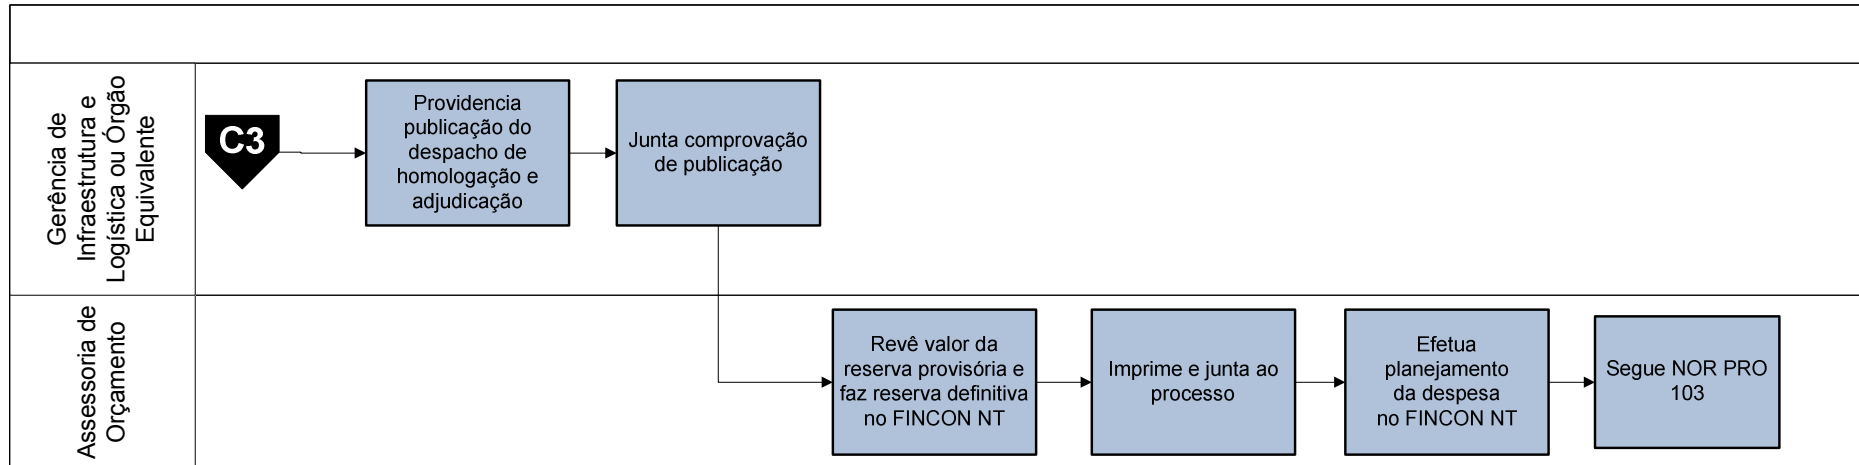 Gerência de
Infraestrutura e
Logística ou Órgão
Equivalente
C3
Providencia
publicação do
despacho de
homologação e
adjudicação
Junta comprovação
de publicação
Assessoria de
Orçamento
Revê valor da
reserva provisória e
faz reserva definitiva
no FINCON NT
Imprime e junta ao
processo
Efetua
planejamento
da despesa
no FINCON NT
Segue NOR PRO
103